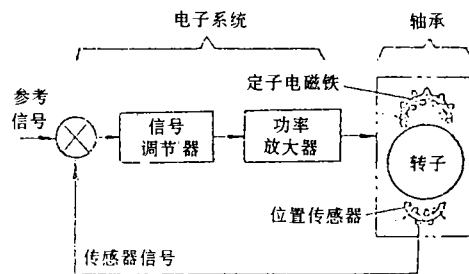 电子系统
轴承
定子电磁铁
参考
信号
信号
调节器
功率
放大器
转子
位置传感器
传感器信号